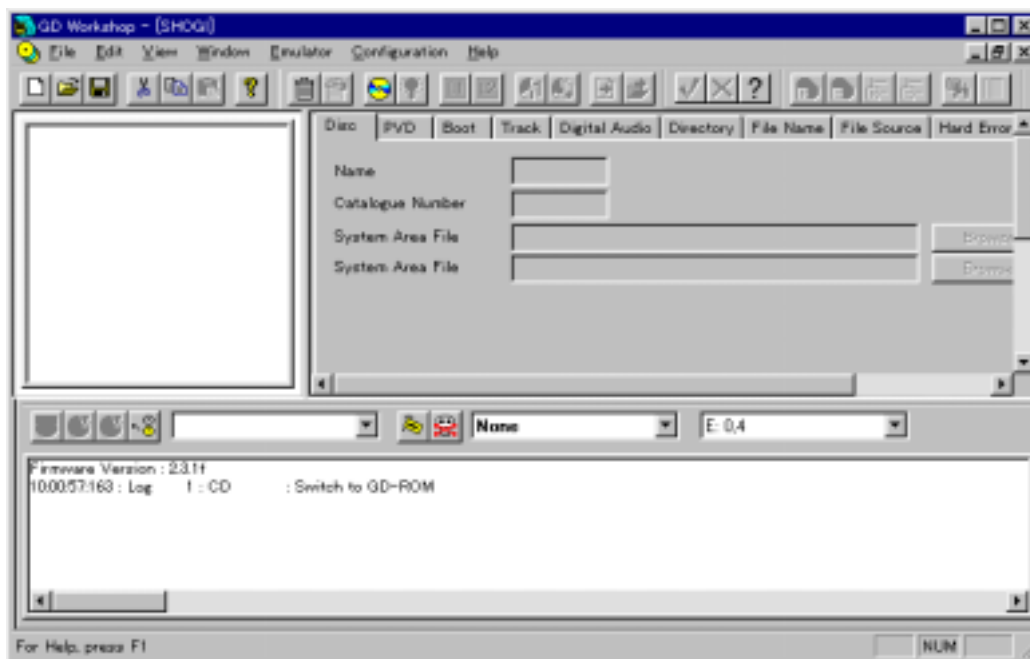 GD Workshop - [SHOGI]
File Edit View Window Emulator Configuration Help
Disc PVD Boot Track Digital Audio Directory File Name File Source Hard Error
Name
Catalogue Number
System Area File Browse
System Area File Browse
None E: 0,4
Firmware Version : 2.3.1f
10:00:57:163 : Log 1 : CD : Switch to GD-ROM
For Help, press F1 NUM